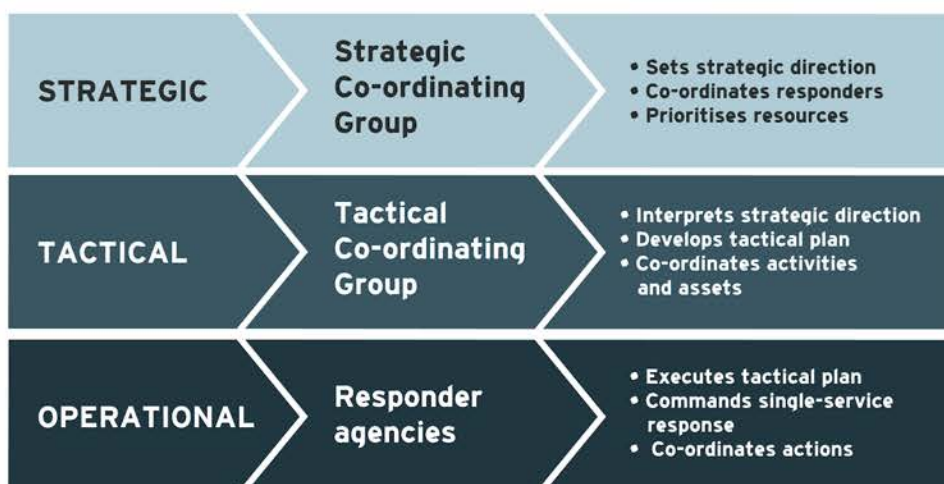 STRATEGIC
Strategic
Co-ordinating
Group
• Sets strategic direction
• Co-ordinates responders
• Prioritises resources
TACTICAL
Tactical
Co-ordinating
Group
• Interprets strategic direction
• Develops tactical plan
• Co-ordinates activities
and assets
OPERATIONAL
Responder
agencies
• Executes tactical plan
• Commands single-service
response
• Co-ordinates actions